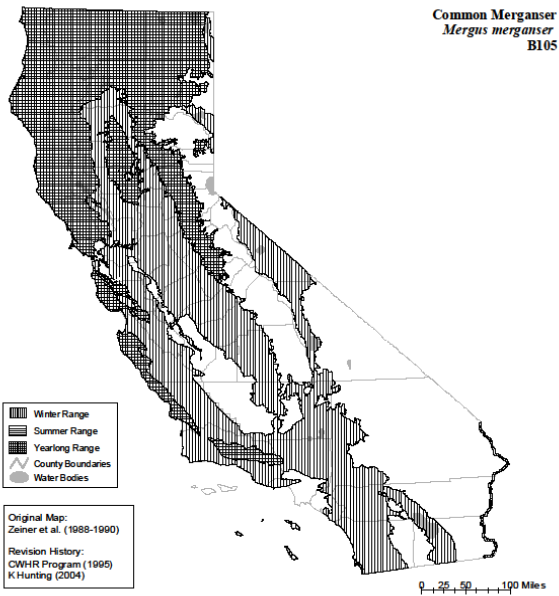 Common Merganser
Mergus merganser
B105
Winter Range
Summer Range
Yearlong Range
County Boundaries
Water Bodies
Original Map:
Zeiner et al. (1988-1990)
Revision History:
CWHR Program (1995)
K Hunting (2004)
0 25 50 100 Miles